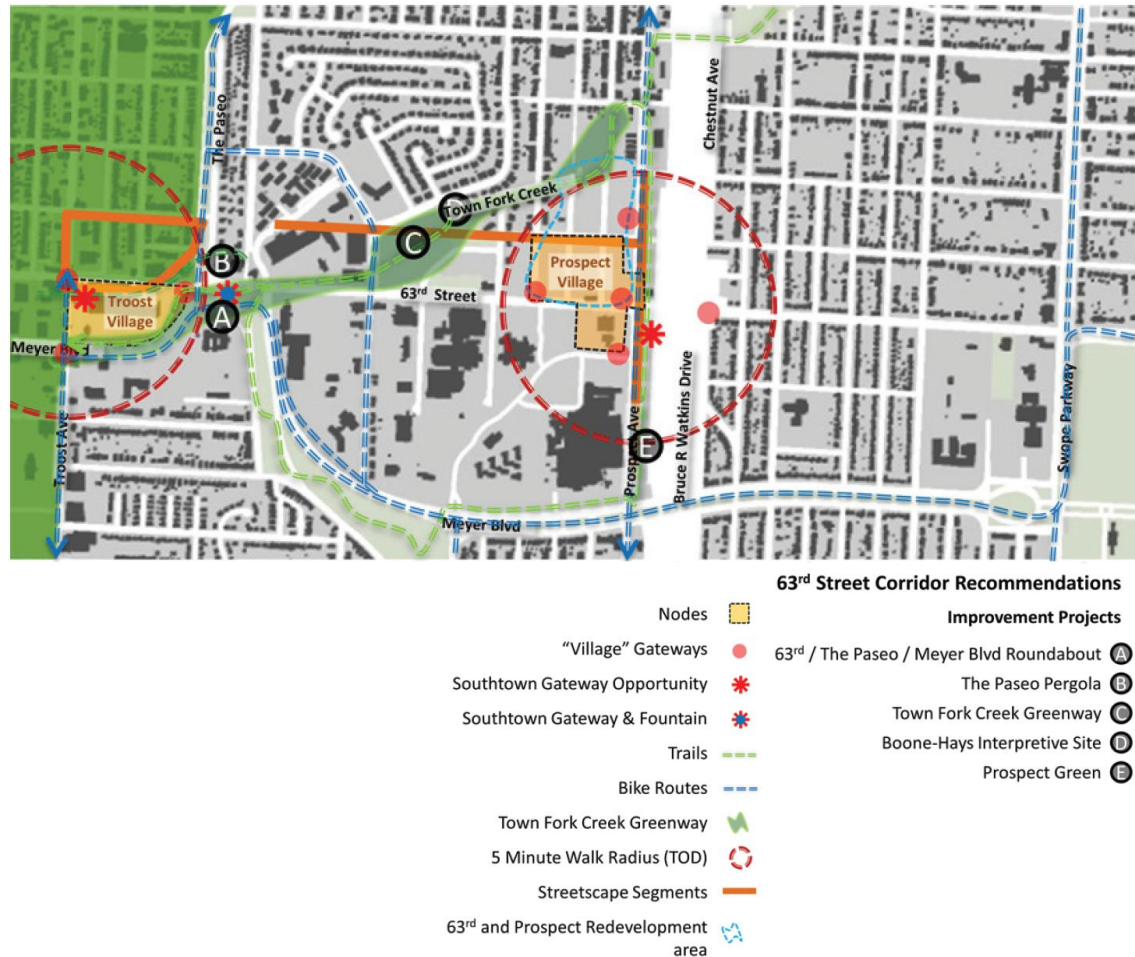 The Paseo
Chestnut Ave
Town Fork Creek
D
C
B
Prospect
Village
63rd Street
Troost
Village
A
Meyer Blvd
Troost Ave
Prospect Ave
E
Bruce R Watkins Drive
Swope Parkway
Meyer Blvd
63rd Street Corridor Recommendations
Nodes
"Village" Gateways
Southtown Gateway Opportunity
Southtown Gateway & Fountain
Trails
Bike Routes
Town Fork Creek Greenway
5 Minute Walk Radius (TOD)
Streetscape Segments
63rd and Prospect Redevelopment
area
Improvement Projects
63rd / The Paseo / Meyer Blvd Roundabout A
The Paseo Pergola B
Town Fork Creek Greenway C
Boone-Hays Interpretive Site D
Prospect Green E